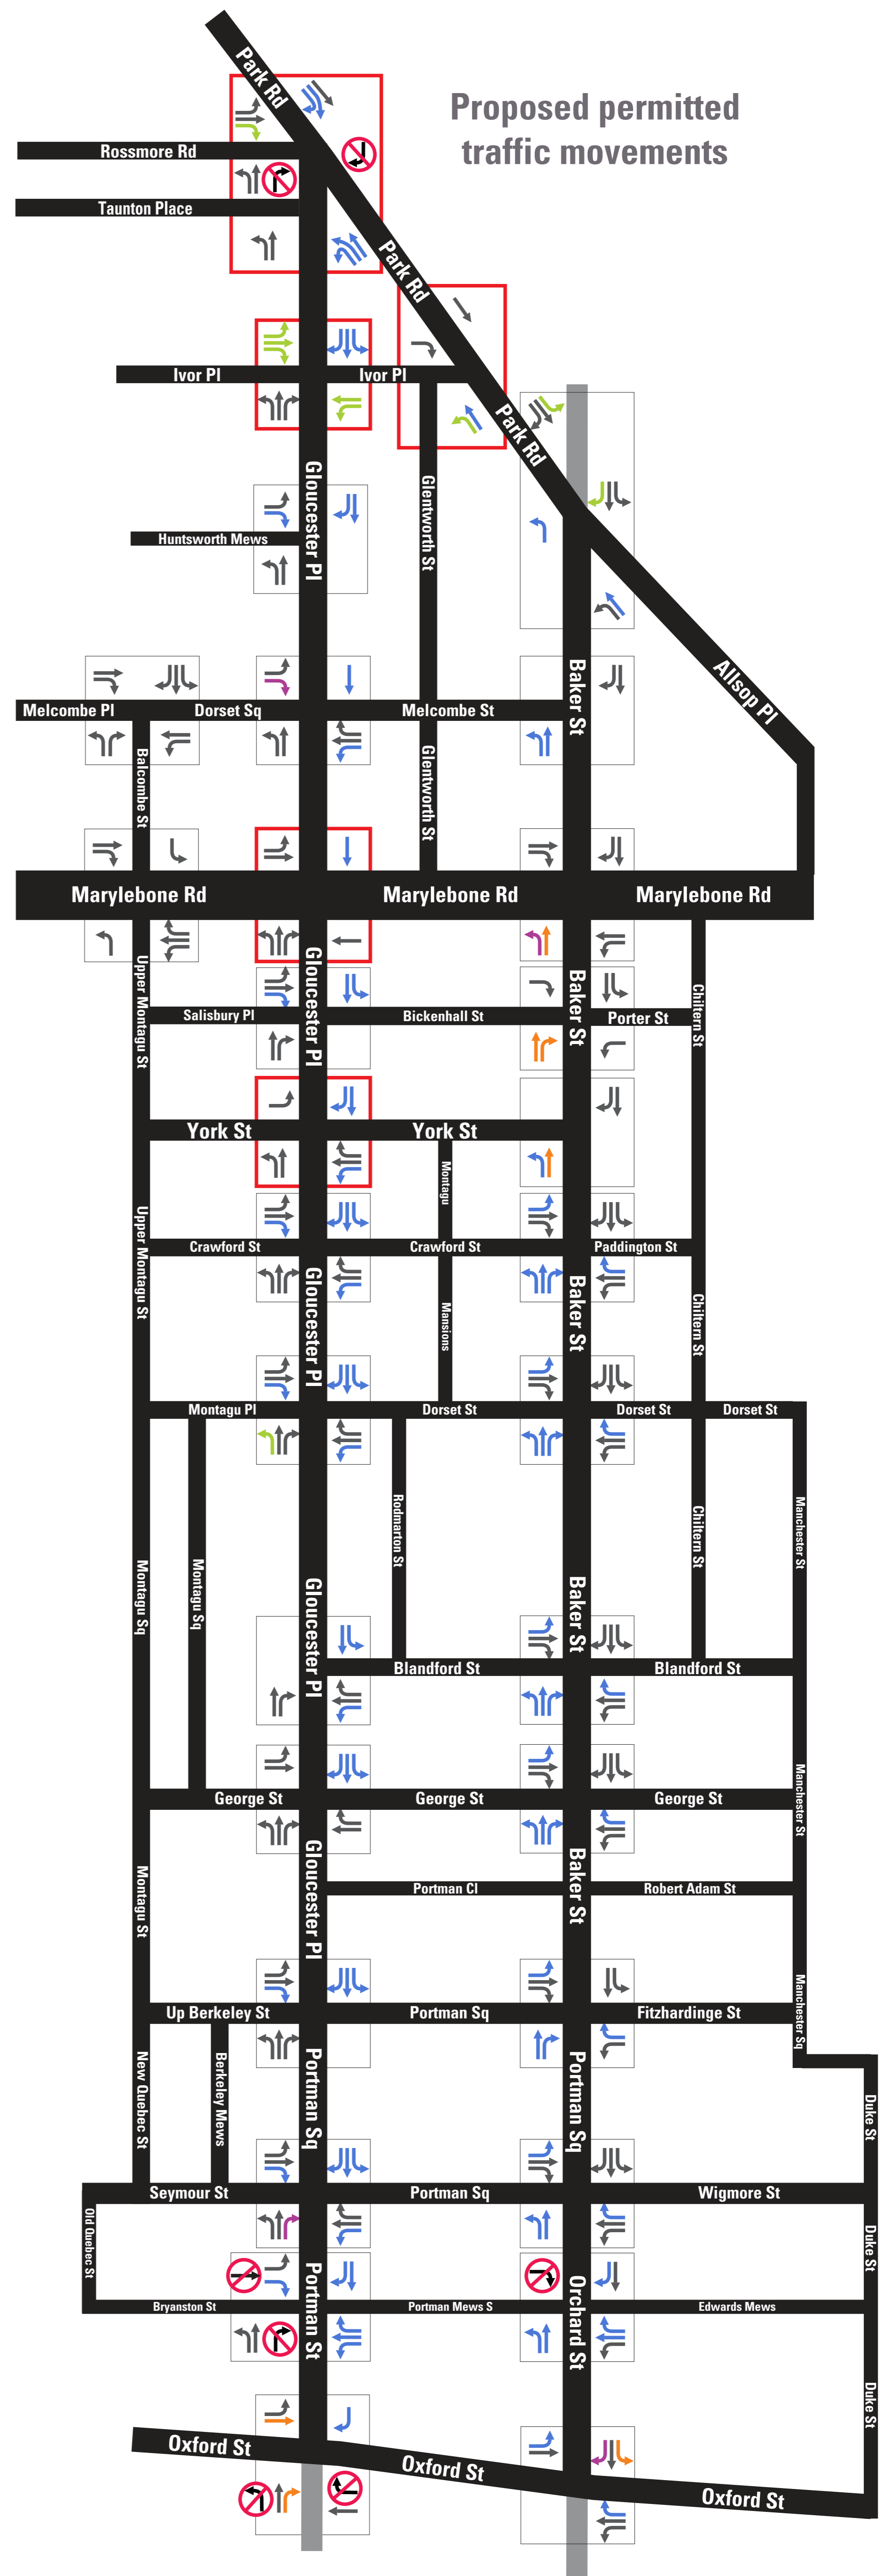 Park Rd
Proposed permitted
traffic movements
Rossmore Rd
Taunton Place
Park Rd
Ivor Pl
Ivor Pl
Park Rd
Gloucester Pl
Glentworth St
Huntsworth Mews
Baker St
Allsop Pl
Melcombe Pl
Dorset Sq
Melcombe St
Balcombe St
Glentworth St
Marylebone Rd
Marylebone Rd
Marylebone Rd
Upper Montagu St
Gloucester Pl
Baker St
Chiltern St
Salisbury Pl
Bickenhall St
Porter St
York St
York St
Montagu
Upper Montagu St
Crawford St
Crawford St
Paddington St
Gloucester Pl
Mansions
Baker St
Chiltern St
Montagu Pl
Dorset St
Dorset St
Dorset St
Rodmarton St
Chiltern St
Manchester St
Montagu Sq
Montagu Sq
Gloucester Pl
Baker St
Blandford St
Blandford St
George St
George St
George St
Manchester St
Montagu St
Gloucester Pl
Baker St
Portman Cl
Robert Adam St
Up Berkeley St
Portman Sq
Fitzhardinge St
Manchester Sq
New Quebec St
Berkeley Mews
Portman Sq
Portman Sq
Duke St
Seymour St
Portman Sq
Wigmore St
Old Quebec St
Portman St
Orchard St
Duke St
Bryanston St
Portman Mews S
Edwards Mews
Duke St
Oxford St
Oxford St
Oxford St